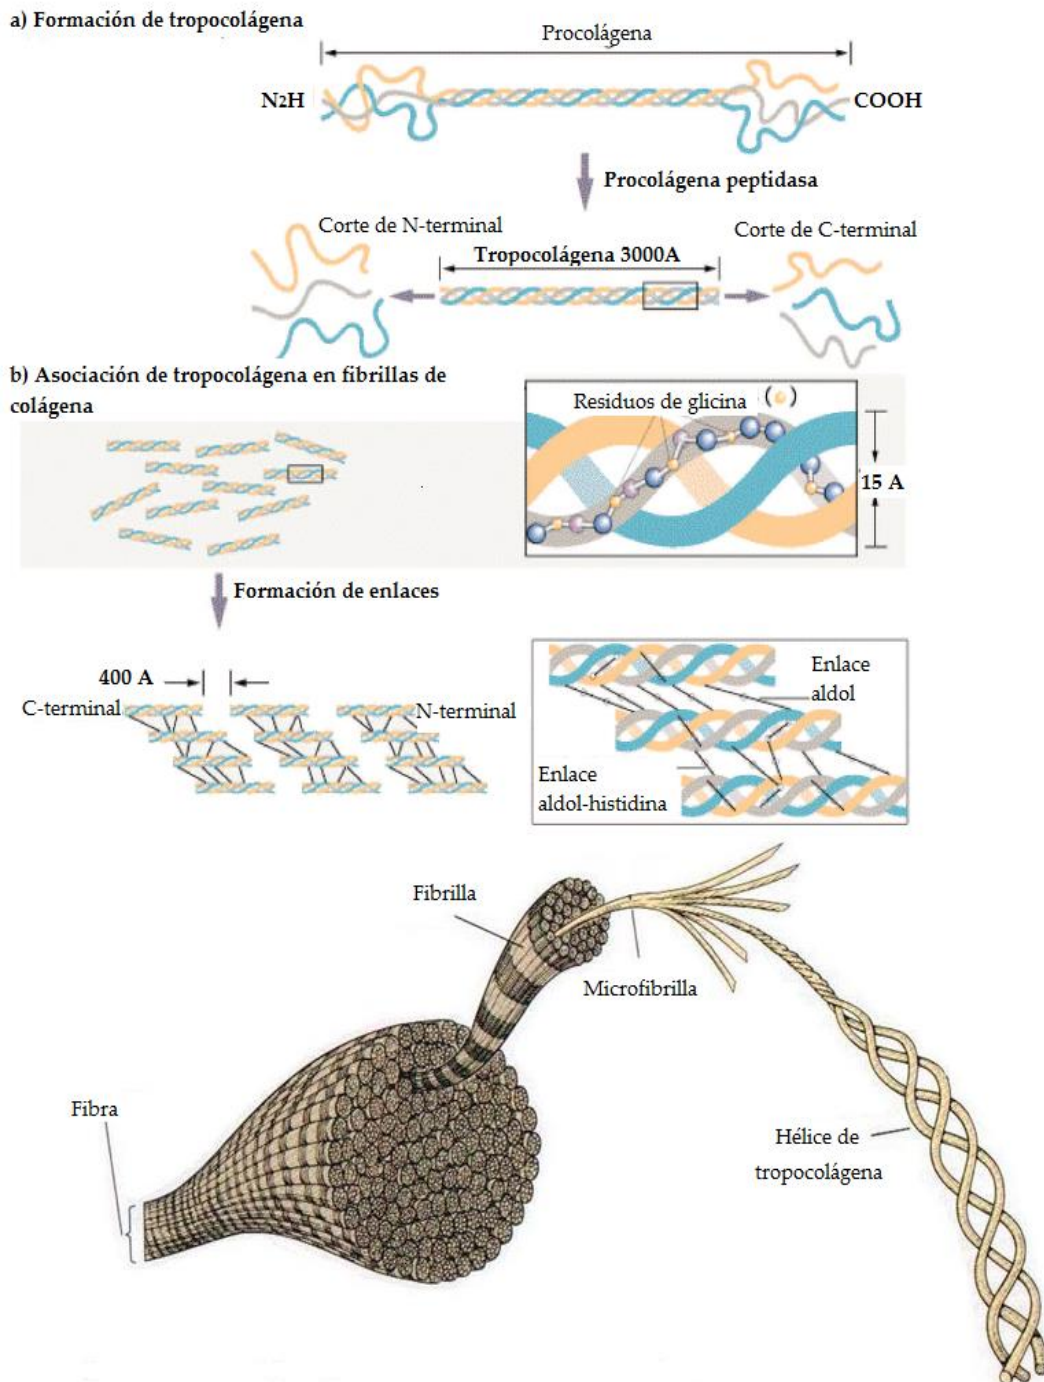 a) Formación de tropocolágena
Procolágena
N2H
COOH
Procolágena peptidasa
Corte de N-terminal
Corte de C-terminal
Tropocolágena 3000A
b) Asociación de tropocolágena en fibrillas de
colágena
Residuos de glicina
( )
15 A
Formación de enlaces
400 A
C-terminal
N-terminal
Enlace
aldol
Enlace
aldol-histidina
Fibrilla
Microfibrilla
Fibra
Hélice de
tropocolágena